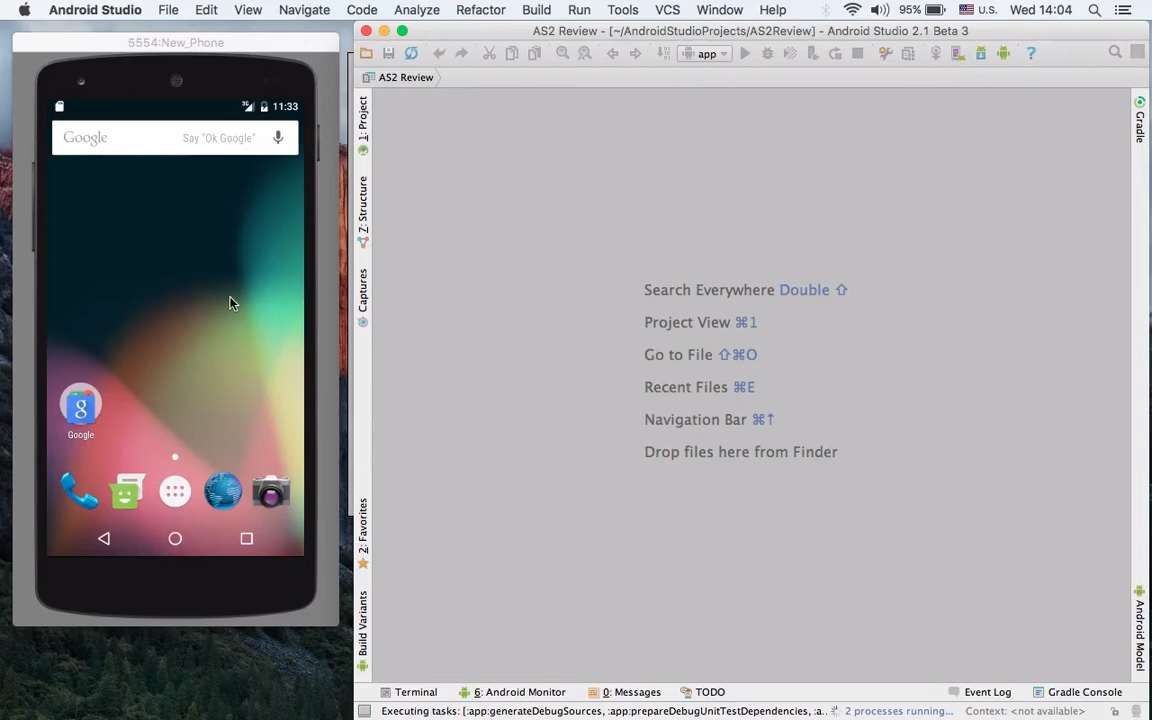 Android Studio File Edit View Navigate Code Analyze Refactor Build Run Tools VCS Window Help 95% U.S. Wed 14:04
5554:New_Phone
11:33
Google Say "Ok Google"
Google
AS2 Review - [~/AndroidStudioProjects/AS2Review] - Android Studio 2.1 Beta 3
app
AS2 Review
1: Project
7: Structure
Captures
2: Favorites
Build Variants
Search Everywhere Double ⇧
Project View ⌘1
Go to File ⇧⌘O
Recent Files ⌘E
Navigation Bar ⌘↑
Drop files here from Finder
Gradle
Android Model
Terminal 6: Android Monitor 0: Messages TODO Event Log Gradle Console
Executing tasks: [:app:generateDebugSources, :app:prepareDebugUnitTestDependencies, :a.. 2 processes running... Context: <not available>